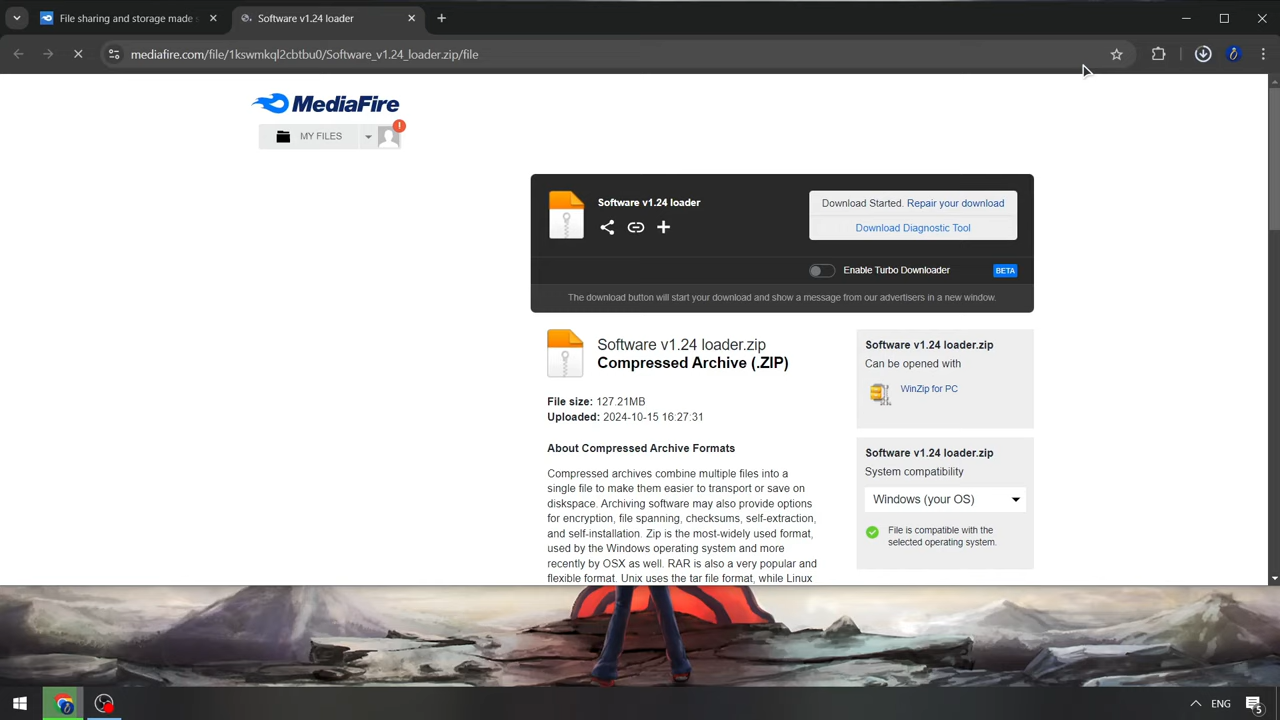 File sharing and storage made s
Software v1.24 loader
mediafire.com/file/1kswmkql2cbtbu0/Software_v1.24_loader.zip/file
MediaFire
MY FILES
!
Software v1.24 loader
Download Started. Repair your download
Download Diagnostic Tool
Enable Turbo Downloader
BETA
The download button will start your download and show a message from our advertisers in a new window.
Software v1.24 loader.zip
Compressed Archive (.ZIP)
File size: 127.21MB
Uploaded: 2024-10-15 16:27:31
About Compressed Archive Formats
Compressed archives combine multiple files into a
single file to make them easier to transport or save on
diskspace. Archiving software may also provide options
for encryption, file spanning, checksums, self-extraction,
and self-installation. Zip is the most-widely used format,
used by the Windows operating system and more
recently by OSX as well. RAR is also a very popular and
flexible format. Unix uses the tar file format, while Linux
Software v1.24 loader.zip
Can be opened with
WinZip for PC
Software v1.24 loader.zip
System compatibility
Windows (your OS)
File is compatible with the
selected operating system.
ENG
5